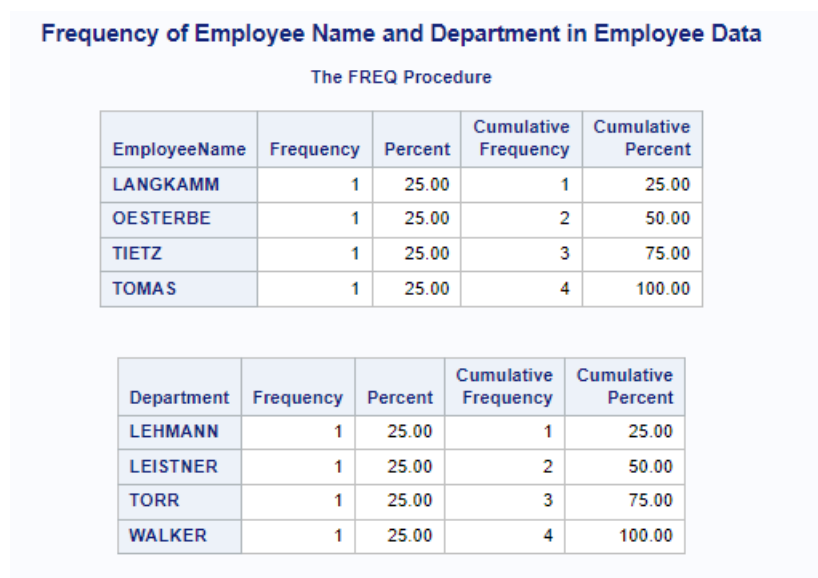 Frequency of Employee Name and Department in Employee Data
The FREQ Procedure
EmployeeName Frequency Percent Cumulative Frequency Cumulative Percent
LANGKAMM 1 25.00 1 25.00
OESTERBE 1 25.00 2 50.00
TIETZ 1 25.00 3 75.00
TOMAS 1 25.00 4 100.00
Department Frequency Percent Cumulative Frequency Cumulative Percent
LEHMANN 1 25.00 1 25.00
LEISTNER 1 25.00 2 50.00
TORR 1 25.00 3 75.00
WALKER 1 25.00 4 100.00